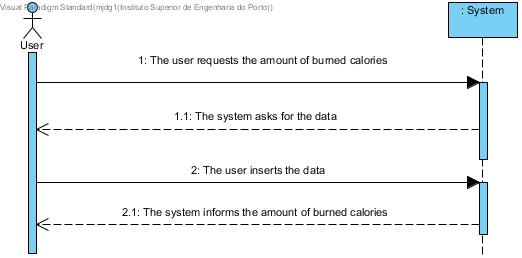 Visual Paradigm Standard(mjdg1(Instituto Superior de Engenharia do Porto))
: System
User
1: The user requests the amount of burned calories
1.1: The system asks for the data
2: The user inserts the data
2.1: The system informs the amount of burned calories